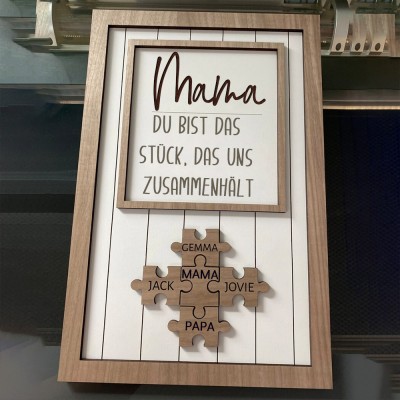 Mama
DU BIST DAS
STÜCK, DAS UNS
ZUSAMMENHÄLT
GEMMA
MAMA
JACK
JOVIE
PAPA